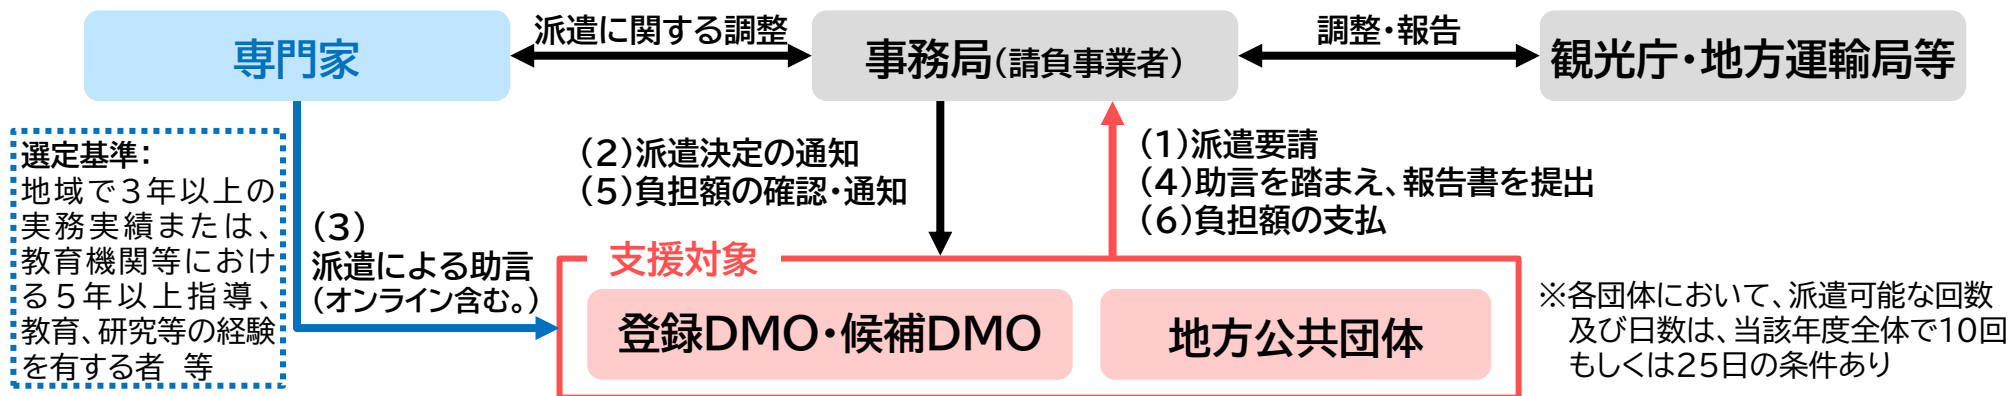 専門家
派遣に関する調整
事務局(請負事業者)
調整・報告
観光庁・地方運輸局等
選定基準:
地域で3年以上の
実務実績または、
教育機関等におけ
る5年以上指導、
教育、研究等の経験
を有する者 等
(3)
派遣による助言
(オンライン含む。)
(2)派遣決定の通知
(5)負担額の確認・通知
(1)派遣要請
(4)助言を踏まえ、報告書を提出
(6)負担額の支払
支援対象
登録DMO・候補DMO
地方公共団体
※各団体において、派遣可能な回数
及び日数は、当該年度全体で10回
もしくは25日の条件あり